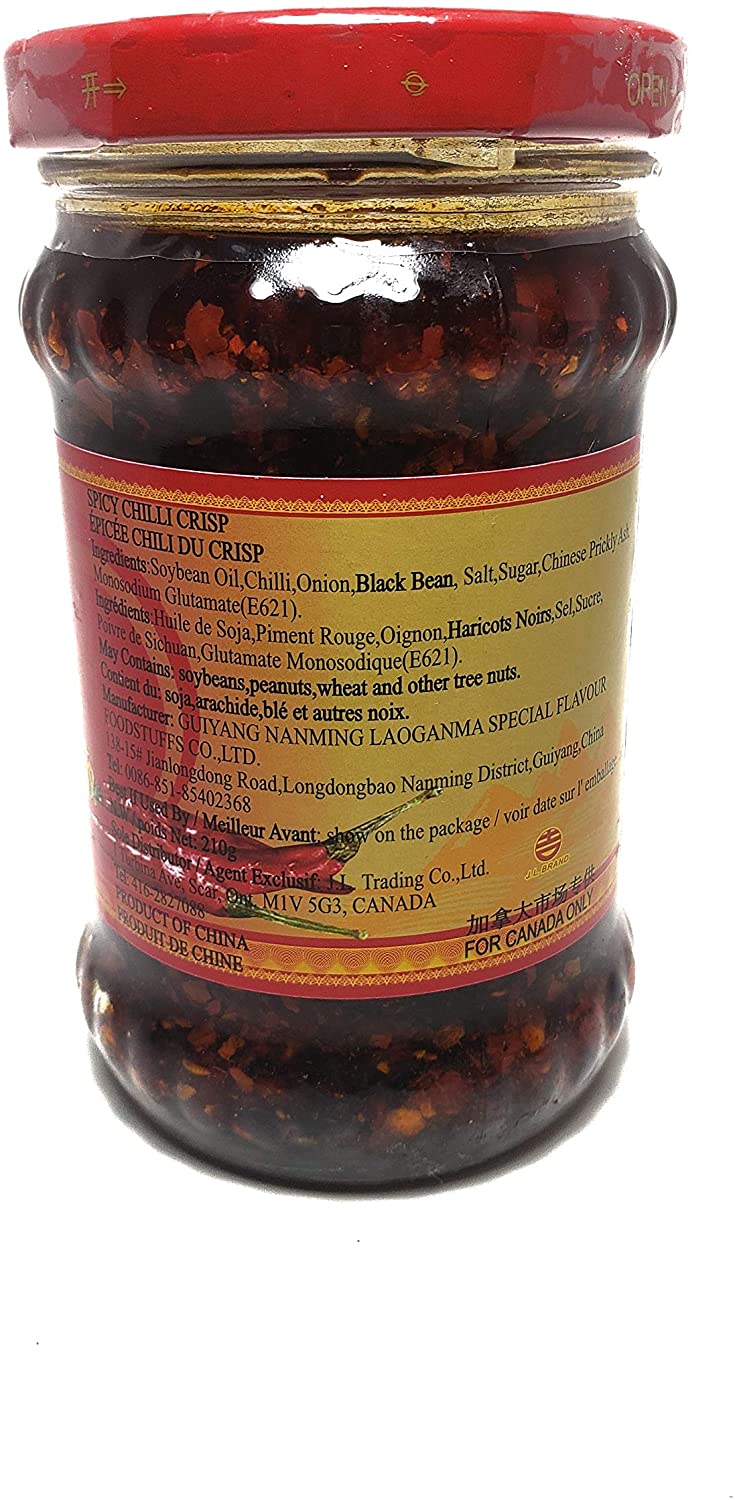 开⇒
OPEN
SPICY CHILLI CRISP
ÉPICÉE CHILI DU CRISP
Ingredients:Soybean Oil,Chilli,Onion,Black Bean, Salt,Sugar,Chinese Prickly Ash,
Monosodium Glutamate(E621).
Ingrédients:Huile de Soja,Piment Rouge,Oignon,Haricots Noirs,Sel,Sucre,
Poivre de Sichuan,Glutamate Monosodique(E621).
May Contains: soybeans,peanuts,wheat and other tree nuts.
Contient du: soja,arachide,blé et autres noix.
Manufacturer: GUIYANG NANMING LAOGANMA SPECIAL FLAVOUR
FOODSTUFFS CO.,LTD.
138-15# Jianlongdong Road,Longdongbao Nanming District,Guiyang,China
Tel: 0086-851-85402368
Best If Used By / Meilleur Avant: show on the package / voir date sur l' emballage
poids Net: 210g
Sole Distributor / Agent Exclusif: J.L. Trading Co.,Ltd.
Ave, Scar, Ont. M1V 5G3, CANADA
Tel: 416-2827088
PRODUCT OF CHINA
PRODUIT DE CHINE
J.L BRAND
加拿大市场专供
FOR CANADA ONLY